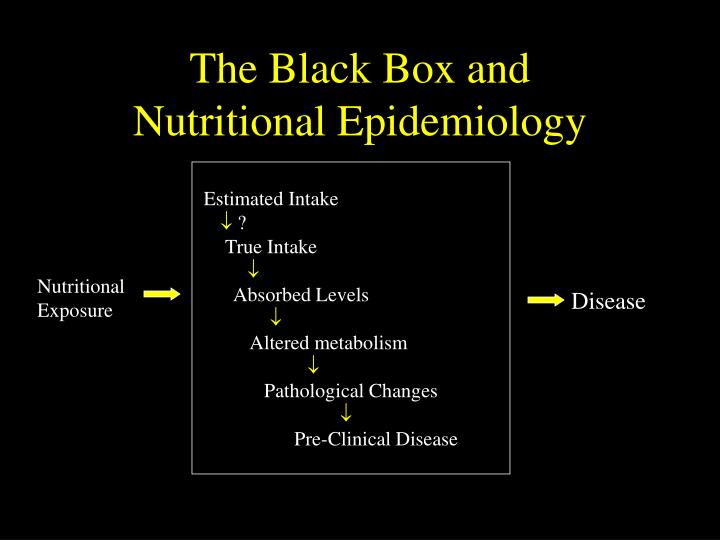 The Black Box and
Nutritional Epidemiology
Estimated Intake
↓ ?
True Intake
↓
Nutritional
Exposure
Absorbed Levels
↓
Altered metabolism
↓
Pathological Changes
↓
Pre-Clinical Disease
Disease